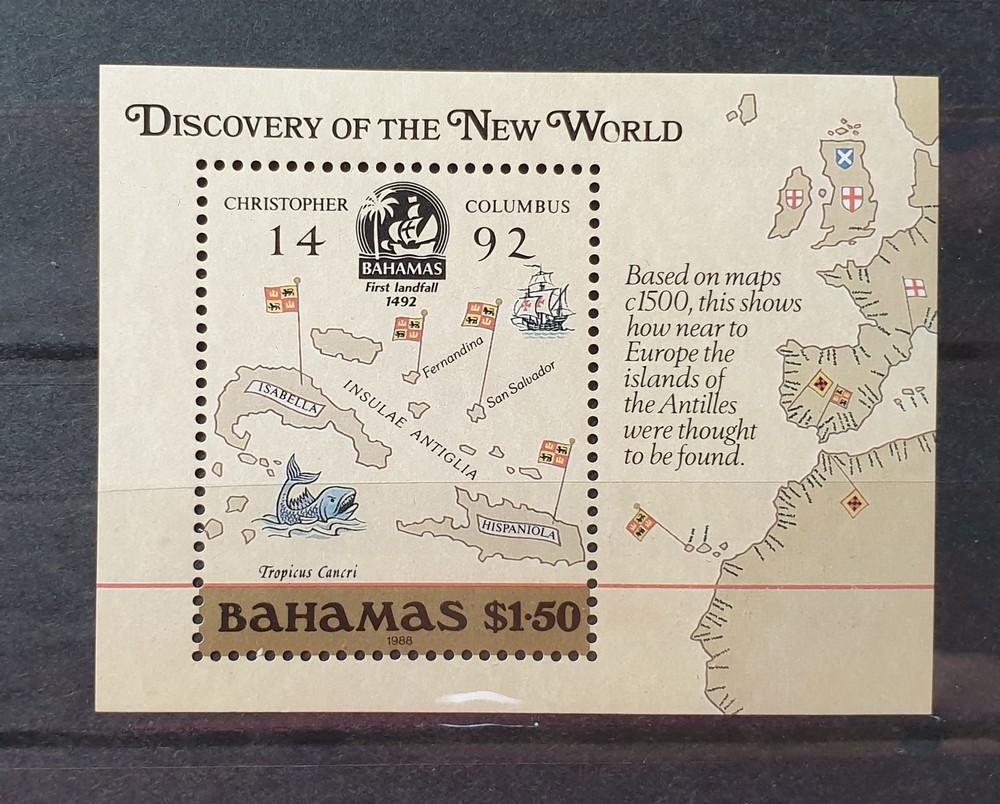 DISCOVERY OF THE NEW WORLD
CHRISTOPHER COLUMBUS
14 92
BAHAMAS
First landfall
1492
Fernandina
San Salvador
ISABELLA
INSULAE ANTIGLIA
HISPANIOLA
Tropicus Cancri
BAHAMAS $1·50
1988
Based on maps
c1500, this shows
how near to
Europe the
islands of
the Antilles
were thought
to be found.